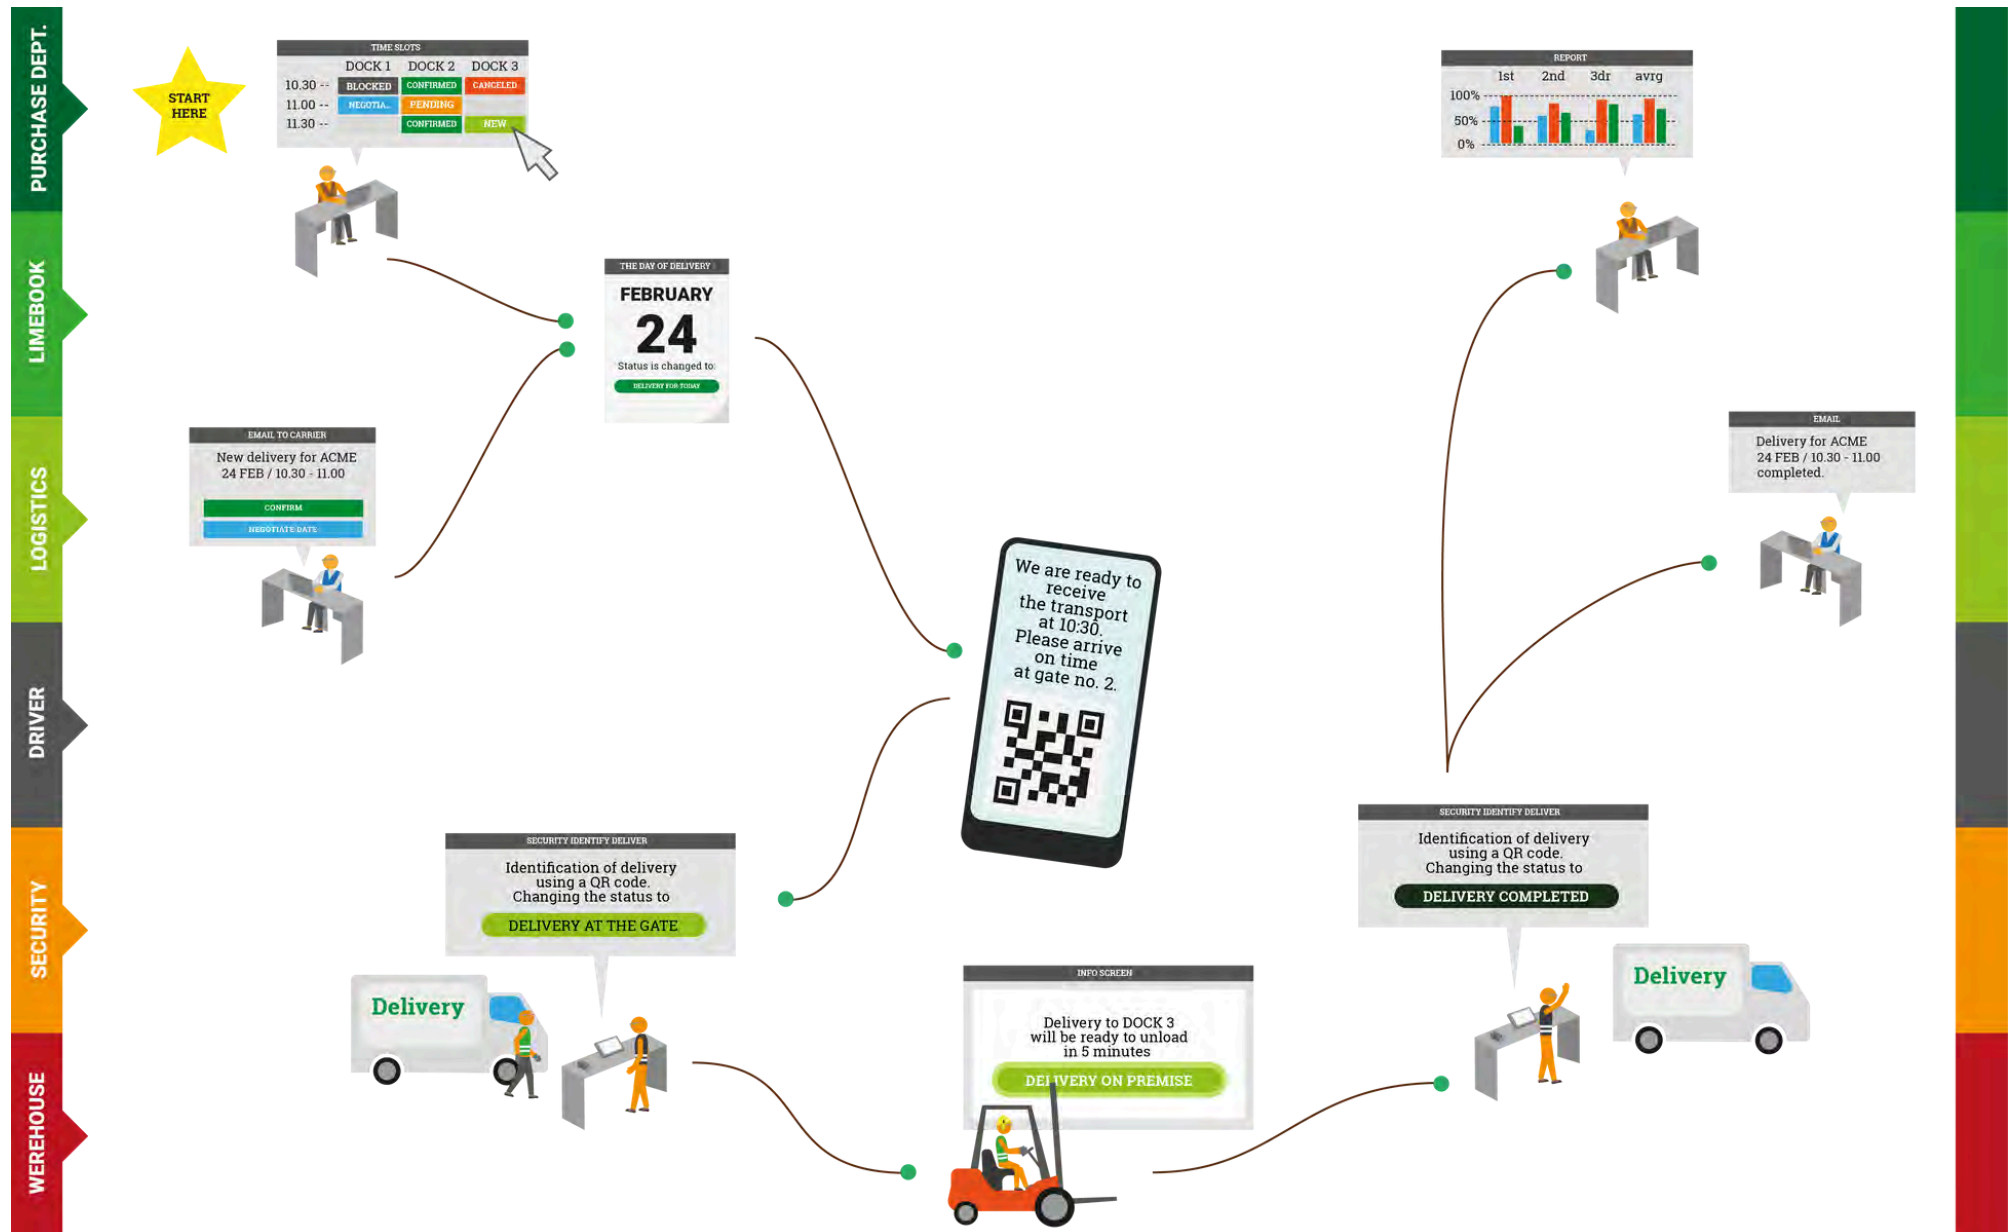 PURCHASE DEPT.
LIMEBOOK
LOGISTICS
DRIVER
SECURITY
WEREHOUSE
START
HERE
TIME SLOTS
DOCK 1 DOCK 2 DOCK 3
10.30 -- BLOCKED CONFIRMED CANCELED
11.00 -- NEGOTIA... PENDING
11.30 -- CONFIRMED NEW
THE DAY OF DELIVERY
FEBRUARY
24
Status is changed to:
DELIVERY FOR TODAY
EMAIL TO CARRIER
New delivery for ACME
24 FEB / 10.30 - 11.00
CONFIRM
NEGOTIATE DATE
We are ready to
receive
the transport
at 10:30.
Please arrive
on time
at gate no. 2.
SECURITY IDENTIFY DELIVER
Identification of delivery
using a QR code.
Changing the status to
DELIVERY AT THE GATE
Delivery
INFO SCREEN
Delivery to DOCK 3
will be ready to unload
in 5 minutes
DELIVERY ON PREMISE
SECURITY IDENTIFY DELIVER
Identification of delivery
using a QR code.
Changing the status to
DELIVERY COMPLETED
Delivery
EMAIL
Delivery for ACME
24 FEB / 10.30 - 11.00
completed.
REPORT
1st 2nd 3dr avrg
100%
50%
0%